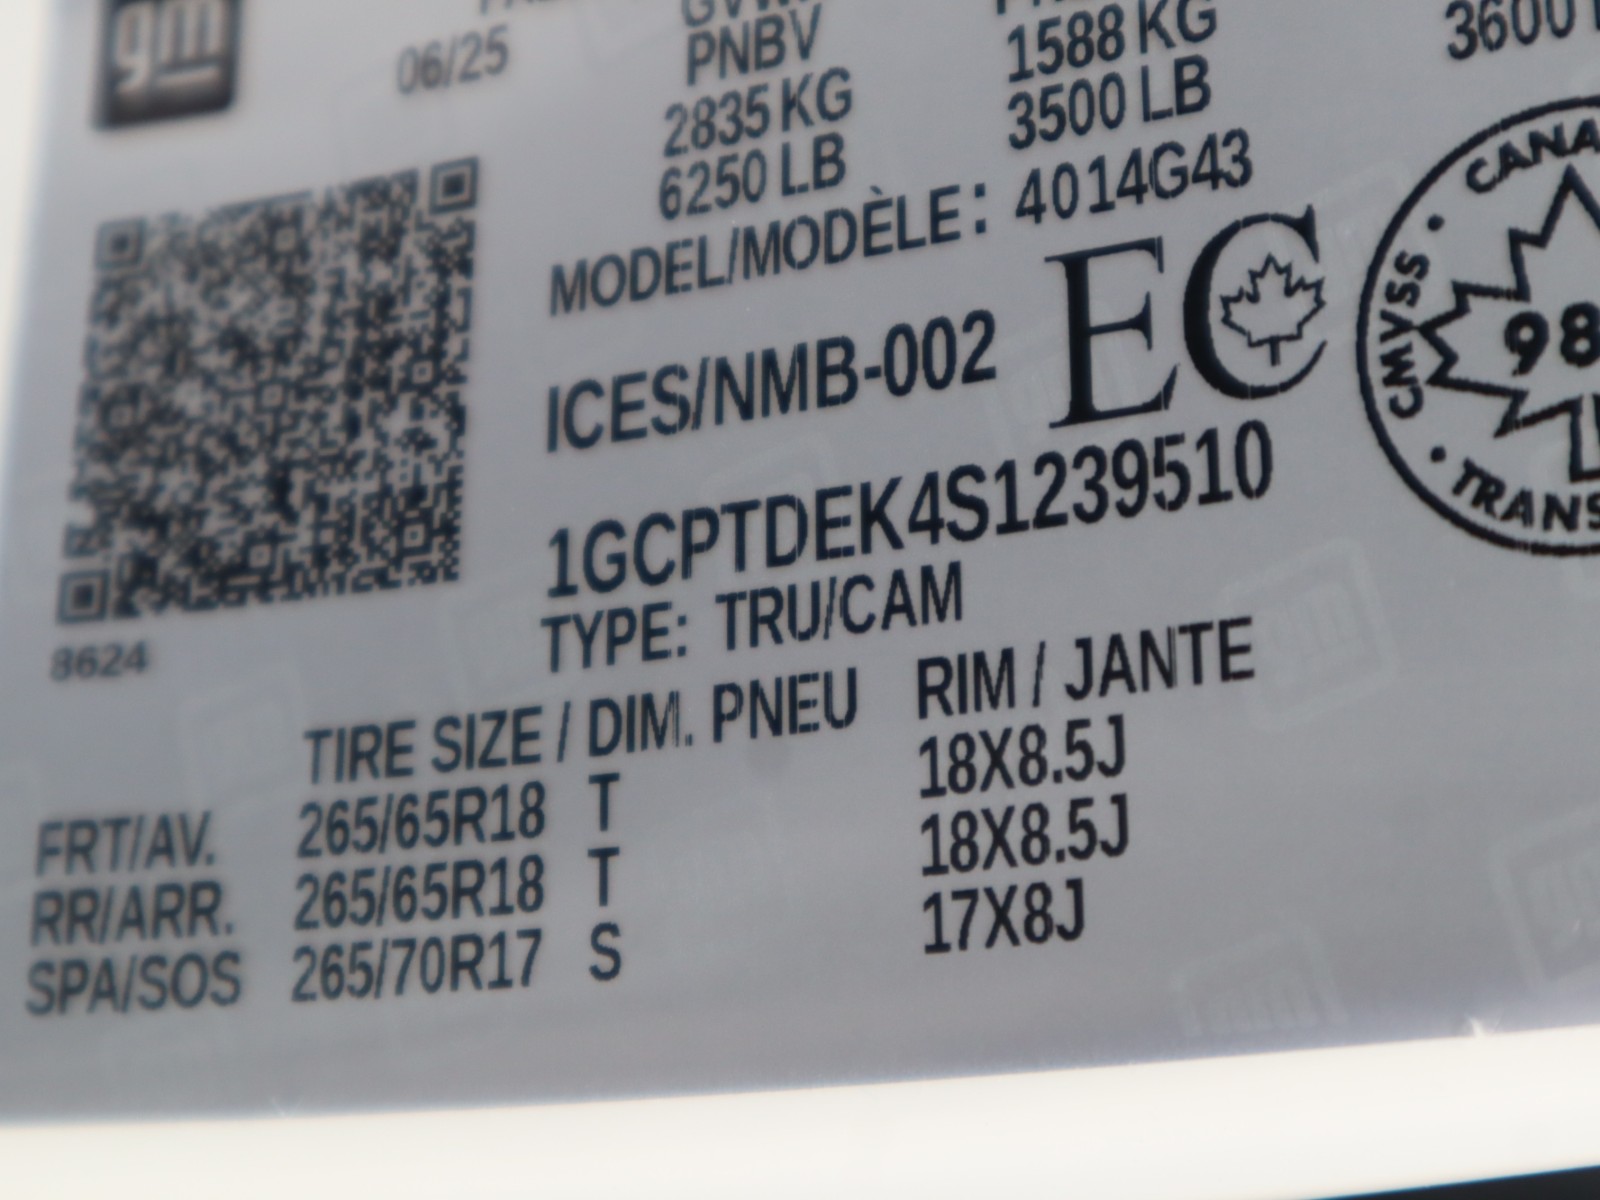 gm
06/25
PNBV
2835 KG
6250 LB
1588 KG
3500 LB
3600
MODEL/MODÈLE: 4014G43
ICES/NMB-002 EC
1GCPTDEK4S1239510
TYPE: TRU/CAM
CMVSS
98
8624
TIRE SIZE / DIM. PNEU RIM / JANTE
FRT/AV. 265/65R18 T 18X8.5J
RR/ARR. 265/65R18 T 18X8.5J
SPA/SOS 265/70R17 S 17X8J